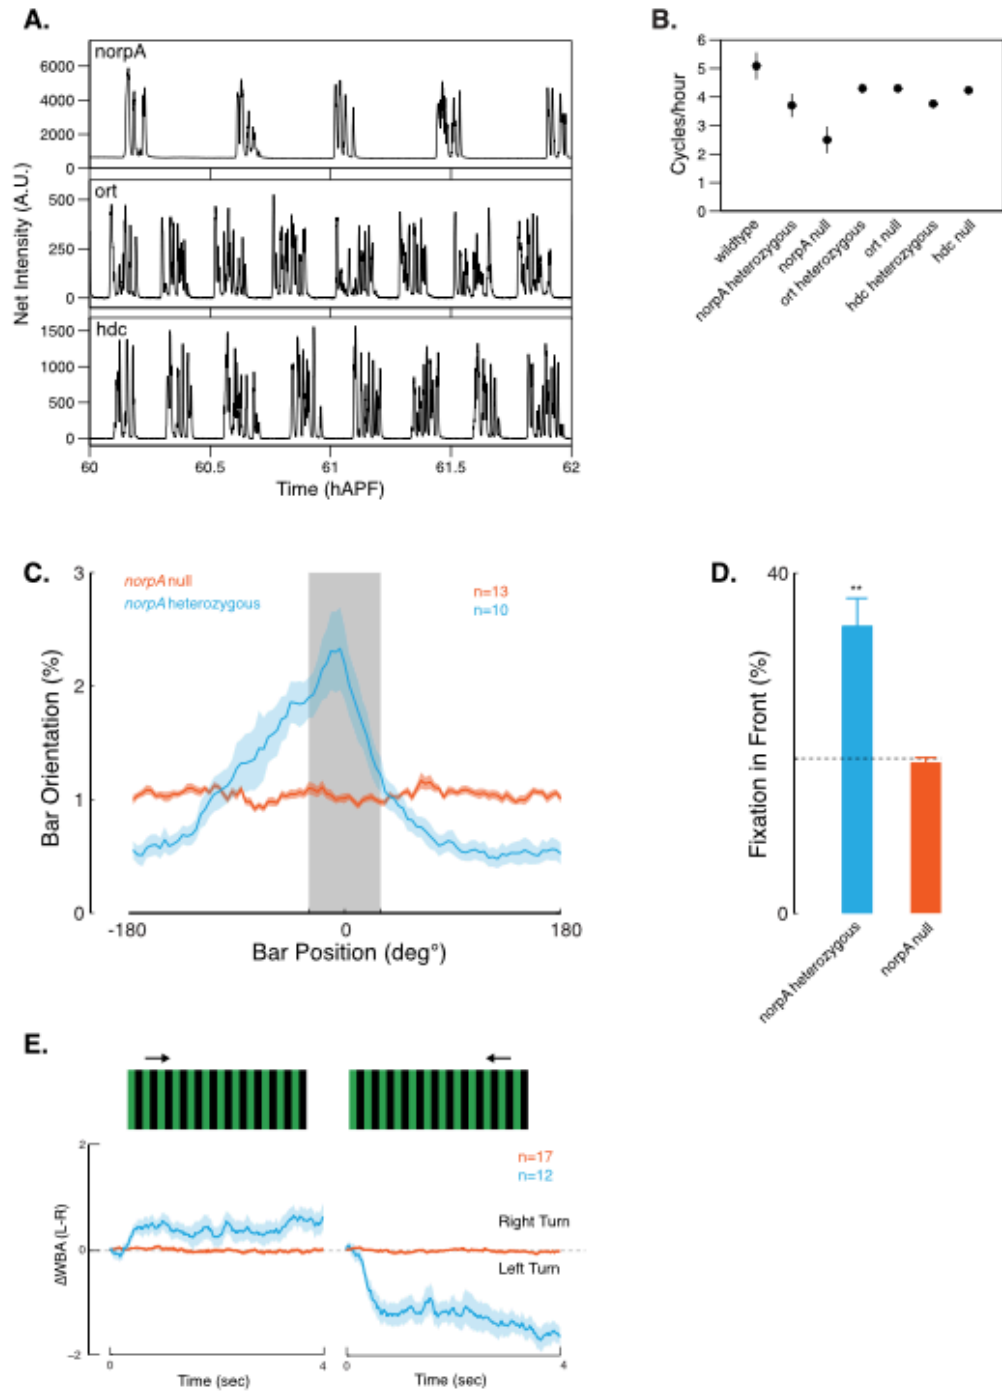 A.
norpA
6000
4000
2000
0
ort
500
250
0
hdc
1500
1000
500
0
Net Intensity (A.U.)
60
60.5
61
61.5
62
Time (hAPF)
B.
6
5
4
3
2
1
0
Cycles/hour
wildtype
norpA heterozygous
norpA null
ort heterozygous
ort null
hdc heterozygous
hdc null
C.
norpA null
norpA heterozygous
n=13
n=10
3
2
1
0
Bar Orientation (%)
-180
0
180
Bar Position (deg°)
D.
40
**
0
Fixation in Front (%)
norpA heterozygous
norpA null
E.
2
0
-2
ΔWBA (L-R)
n=17
n=12
Right Turn
Left Turn
0
4
0
4
Time (sec)
Time (sec)